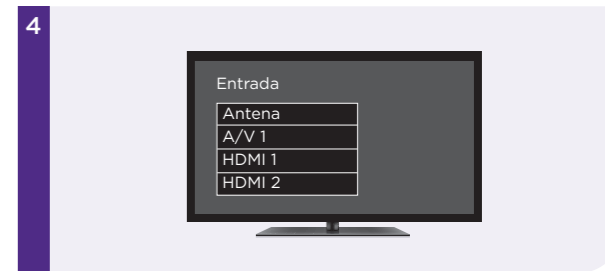 4
Entrada
Antena
A/V 1
HDMI 1
HDMI 2